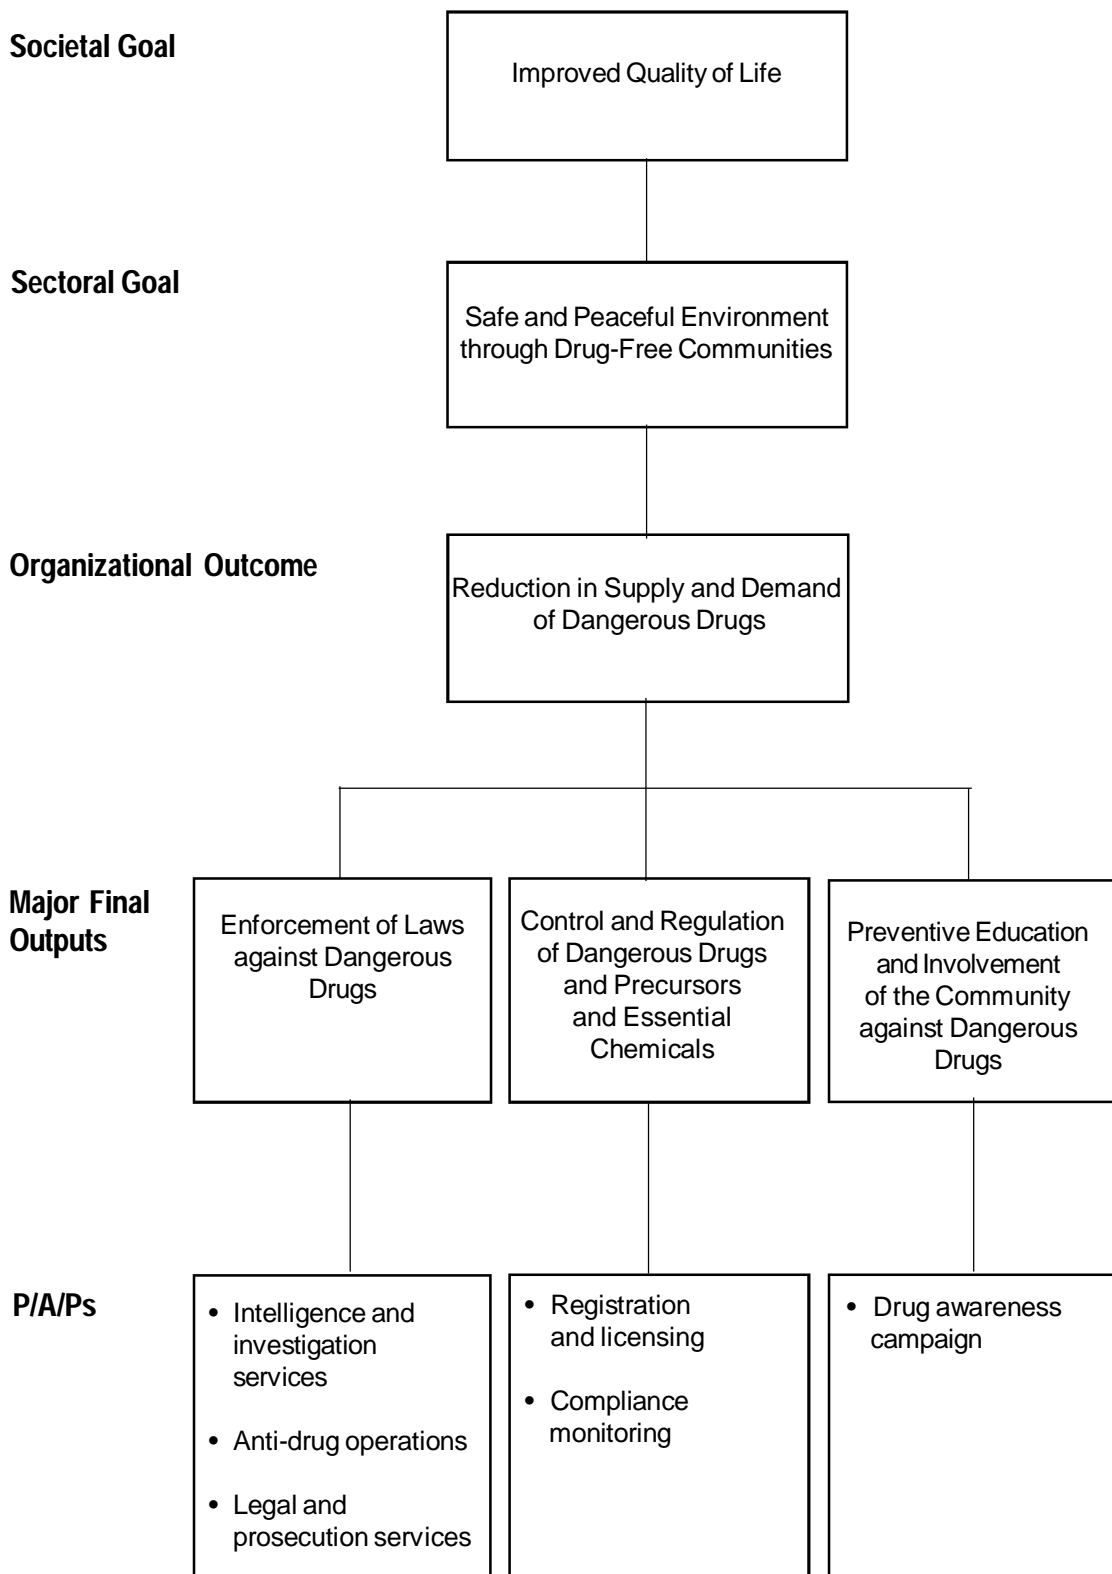 Societal Goal
Improved Quality of Life
Sectoral Goal
Safe and Peaceful Environment
through Drug-Free Communities
Organizational Outcome
Reduction in Supply and Demand
of Dangerous Drugs
Major Final
Outputs
Enforcement of Laws
against Dangerous
Drugs
Control and Regulation
of Dangerous Drugs
and Precursors
and Essential
Chemicals
Preventive Education
and Involvement
of the Community
against Dangerous
Drugs
P/A/Ps
• Intelligence and
investigation
services
• Anti-drug operations
• Legal and
prosecution services
• Registration
and licensing
• Compliance
monitoring
• Drug awareness
campaign